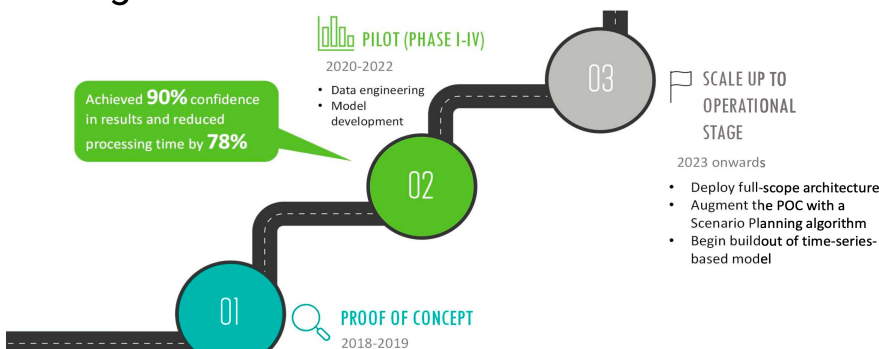 PILOT (PHASE I-IV)
2020-2022
• Data engineering
• Model
development
Achieved 90% confidence
in results and reduced
processing time by 78%
03
SCALE UP TO
OPERATIONAL
STAGE
2023 onwards
• Deploy full-scope architecture
• Augment the POC with a
Scenario Planning algorithm
• Begin buildout of time-series-
based model
02
01
PROOF OF CONCEPT
2018-2019